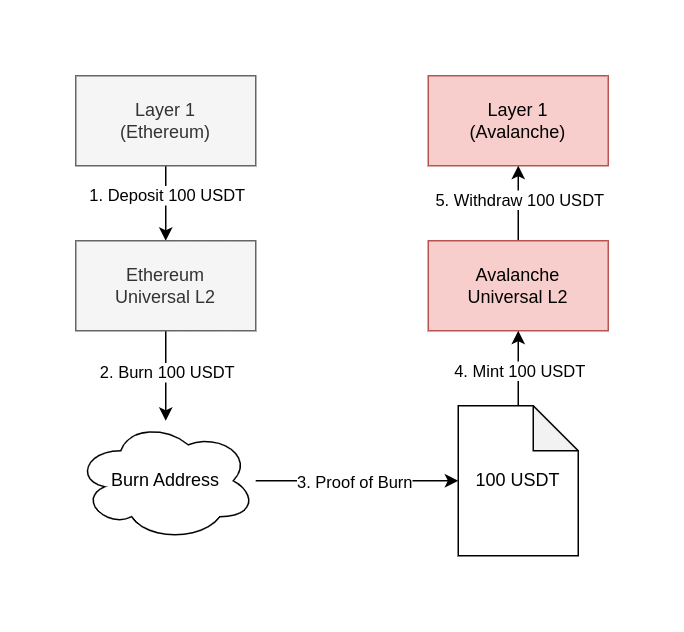 Layer 1
(Ethereum)
Layer 1
(Avalanche)
1. Deposit 100 USDT
5. Withdraw 100 USDT
Ethereum
Universal L2
Avalanche
Universal L2
2. Burn 100 USDT
4. Mint 100 USDT
Burn Address
3. Proof of Burn
100 USDT